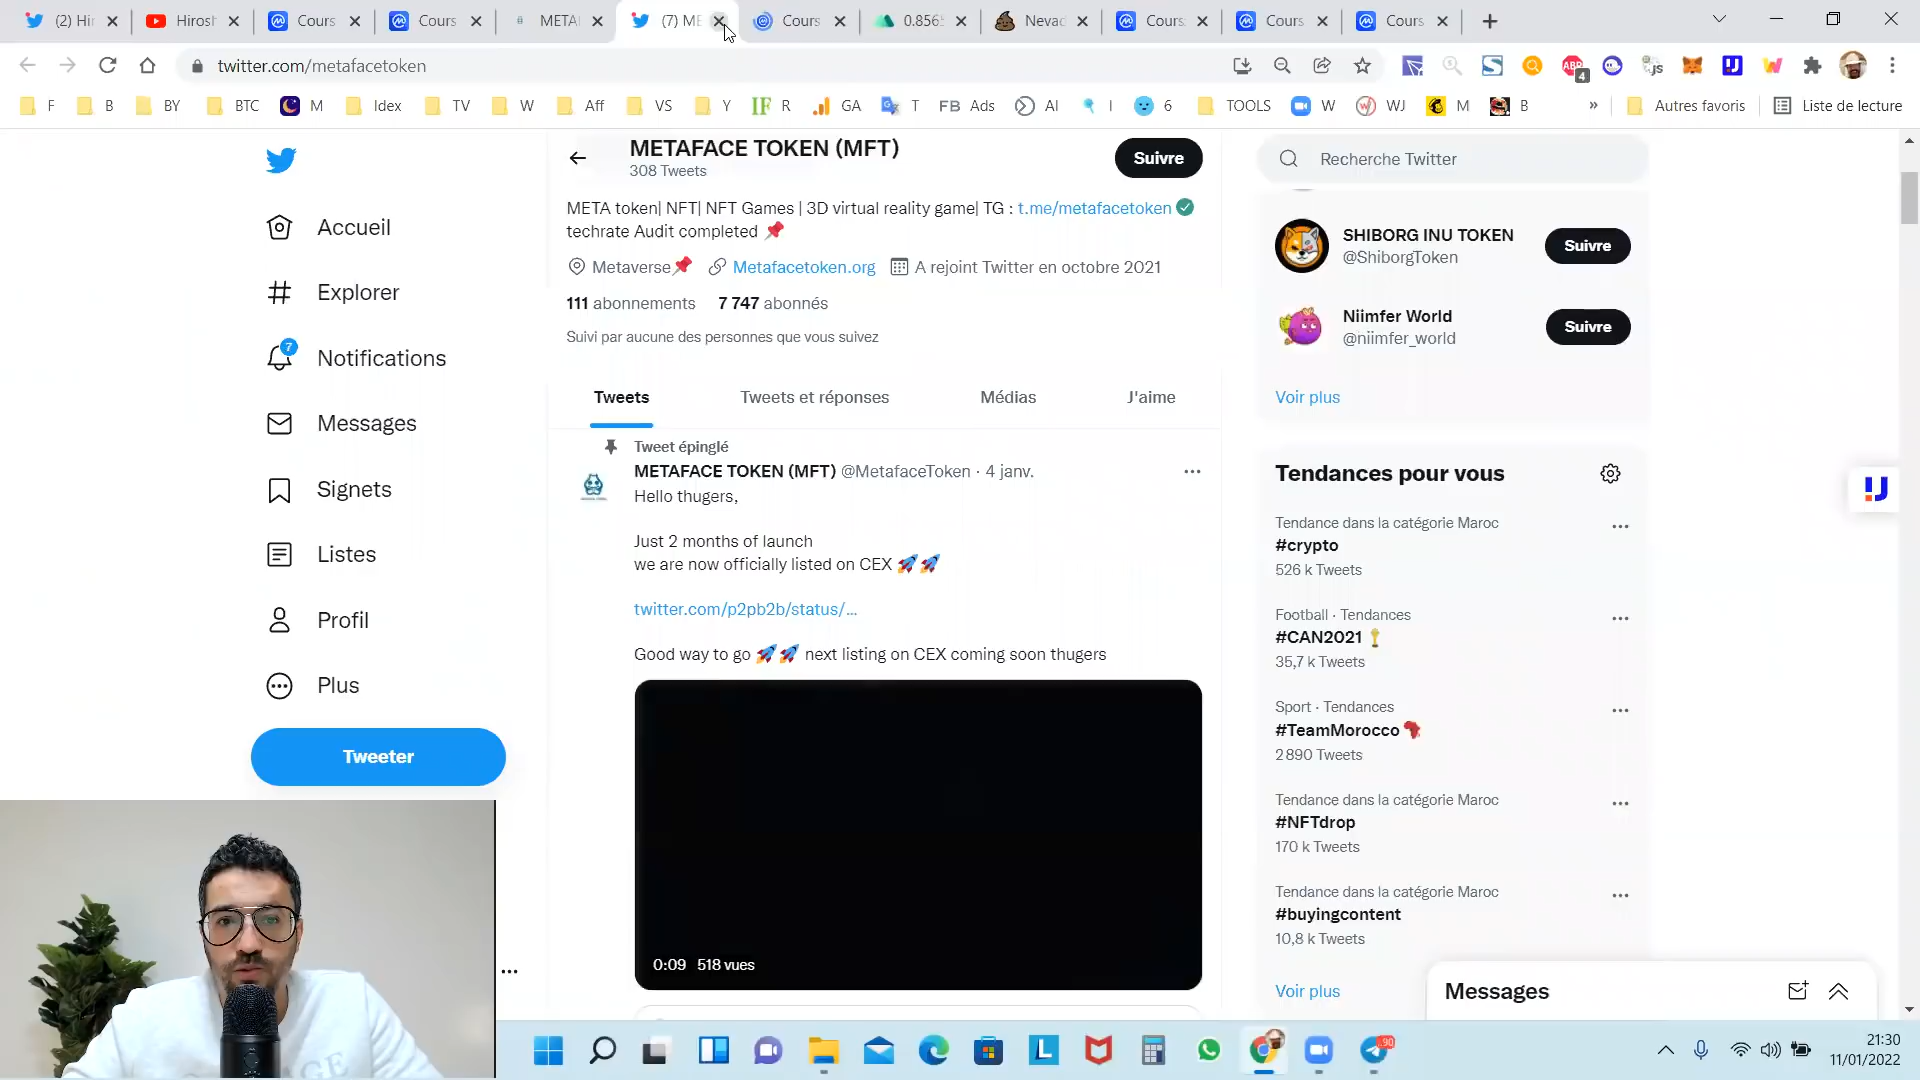 (2) Hir
Hirosh
Cours
Cours
META
(7) ME
Cours
0.856
Nevad
Cours
Cours
Cours
twitter.com/metafacetoken
ABP
4
js
F
B
BY
BTC
M
Idex
TV
W
Aff
VS
Y
IF R
GA
T
FB Ads
AI
I
6
TOOLS
W
WJ
M
B
»
Autres favoris
Liste de lecture
METAFACE TOKEN (MFT)
308 Tweets
Suivre
META token| NFT| NFT Games | 3D virtual reality game| TG : t.me/metafacetoken
techrate Audit completed
Metaverse Metafacetoken.org A rejoint Twitter en octobre 2021
111 abonnements 7 747 abonnés
Suivi par aucune des personnes que vous suivez
Tweets
Tweets et réponses
Médias
J'aime
Tweet épinglé
METAFACE TOKEN (MFT) @MetafaceToken · 4 janv.
Hello thugers,
Just 2 months of launch
we are now officially listed on CEX 🚀🚀
twitter.com/p2pb2b/status/...
Good way to go 🚀🚀 next listing on CEX coming soon thugers
0:09 518 vues
Accueil
Explorer
7
Notifications
Messages
Signets
Listes
Profil
Plus
Tweeter
Recherche Twitter
SHIBORG INU TOKEN
@ShiborgToken
Suivre
Niimfer World
@niimfer_world
Suivre
Voir plus
Tendances pour vous
Tendance dans la catégorie Maroc
#crypto
526 k Tweets
Football · Tendances
#CAN2021
35,7 k Tweets
Sport · Tendances
#TeamMorocco
2 890 Tweets
Tendance dans la catégorie Maroc
#NFTdrop
170 k Tweets
Tendance dans la catégorie Maroc
#buyingcontent
10,8 k Tweets
Voir plus
Messages
L
90
21:30
11/01/2022